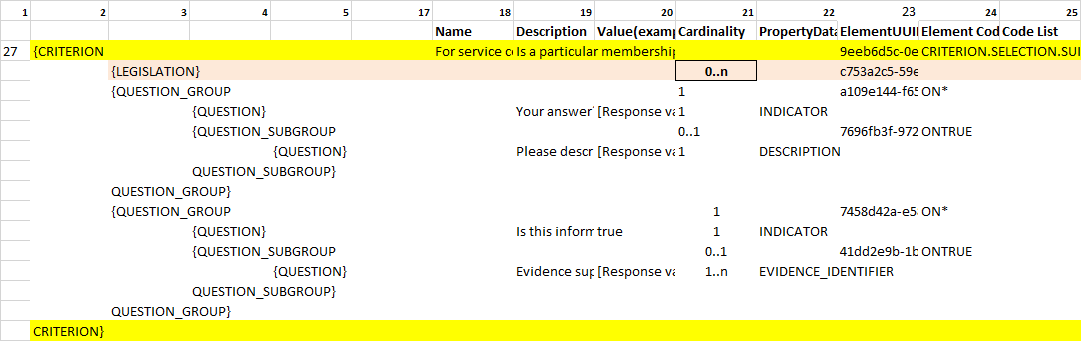 1 2 3 4 5 17 18 19 20 21 22 23 24 25
Name Description Value(examp Cardinality PropertyData ElementUUI Element Cod Code List
27 {CRITERION For service co Is a particular membership 9eeb6d5c-0e CRITERION.SELECTION.SUI
{LEGISLATION} 0..n c753a2c5-59e
{QUESTION_GROUP 1 a109e144-f65 ON*
{QUESTION} Your answer [Response va 1 INDICATOR
{QUESTION_SUBGROUP 0..1 7696fb3f-972 ONTRUE
{QUESTION} Please descr [Response va 1 DESCRIPTION
QUESTION_SUBGROUP}
QUESTION_GROUP}
{QUESTION_GROUP 1 7458d42a-e5 ON*
{QUESTION} Is this inform true 1 INDICATOR
{QUESTION_SUBGROUP 0..1 41dd2e9b-1b ONTRUE
{QUESTION} Evidence sup [Response va 1..n EVIDENCE_IDENTIFIER
QUESTION_SUBGROUP}
QUESTION_GROUP}
CRITERION}